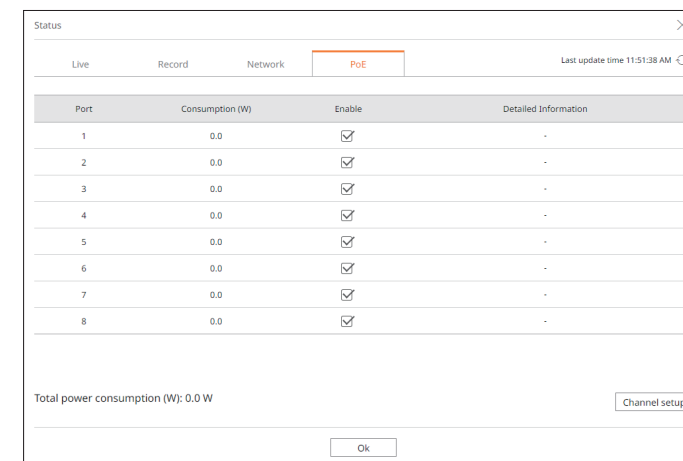 Status
Live Record Network PoE Last update time 11:51:38 AM
Port Consumption (W) Enable Detailed Information
1 0.0 -
2 0.0 -
3 0.0 -
4 0.0 -
5 0.0 -
6 0.0 -
7 0.0 -
8 0.0 -
Total power consumption (W): 0.0 W
Channel setup
Ok